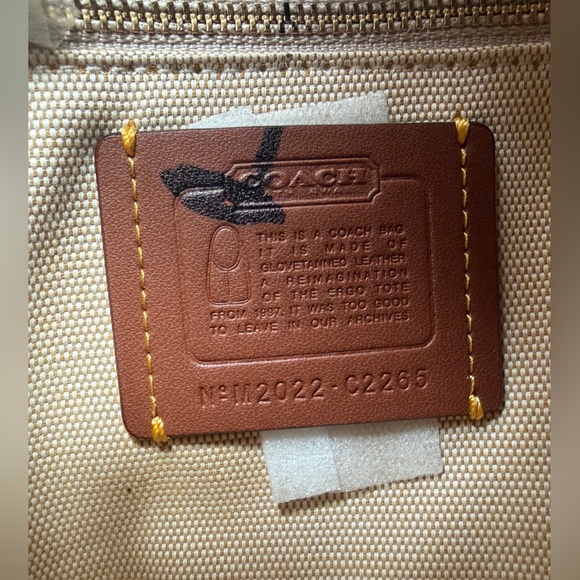 COACH
THIS IS A COACH BAG
IT IS MADE OF
GLOVETANNED LEATHER
A REIMAGINATION
OF THE ERGO TOTE
FROM 1997. IT WAS TOO GOOD
TO LEAVE IN OUR ARCHIVES.
Nº M2022-C2265